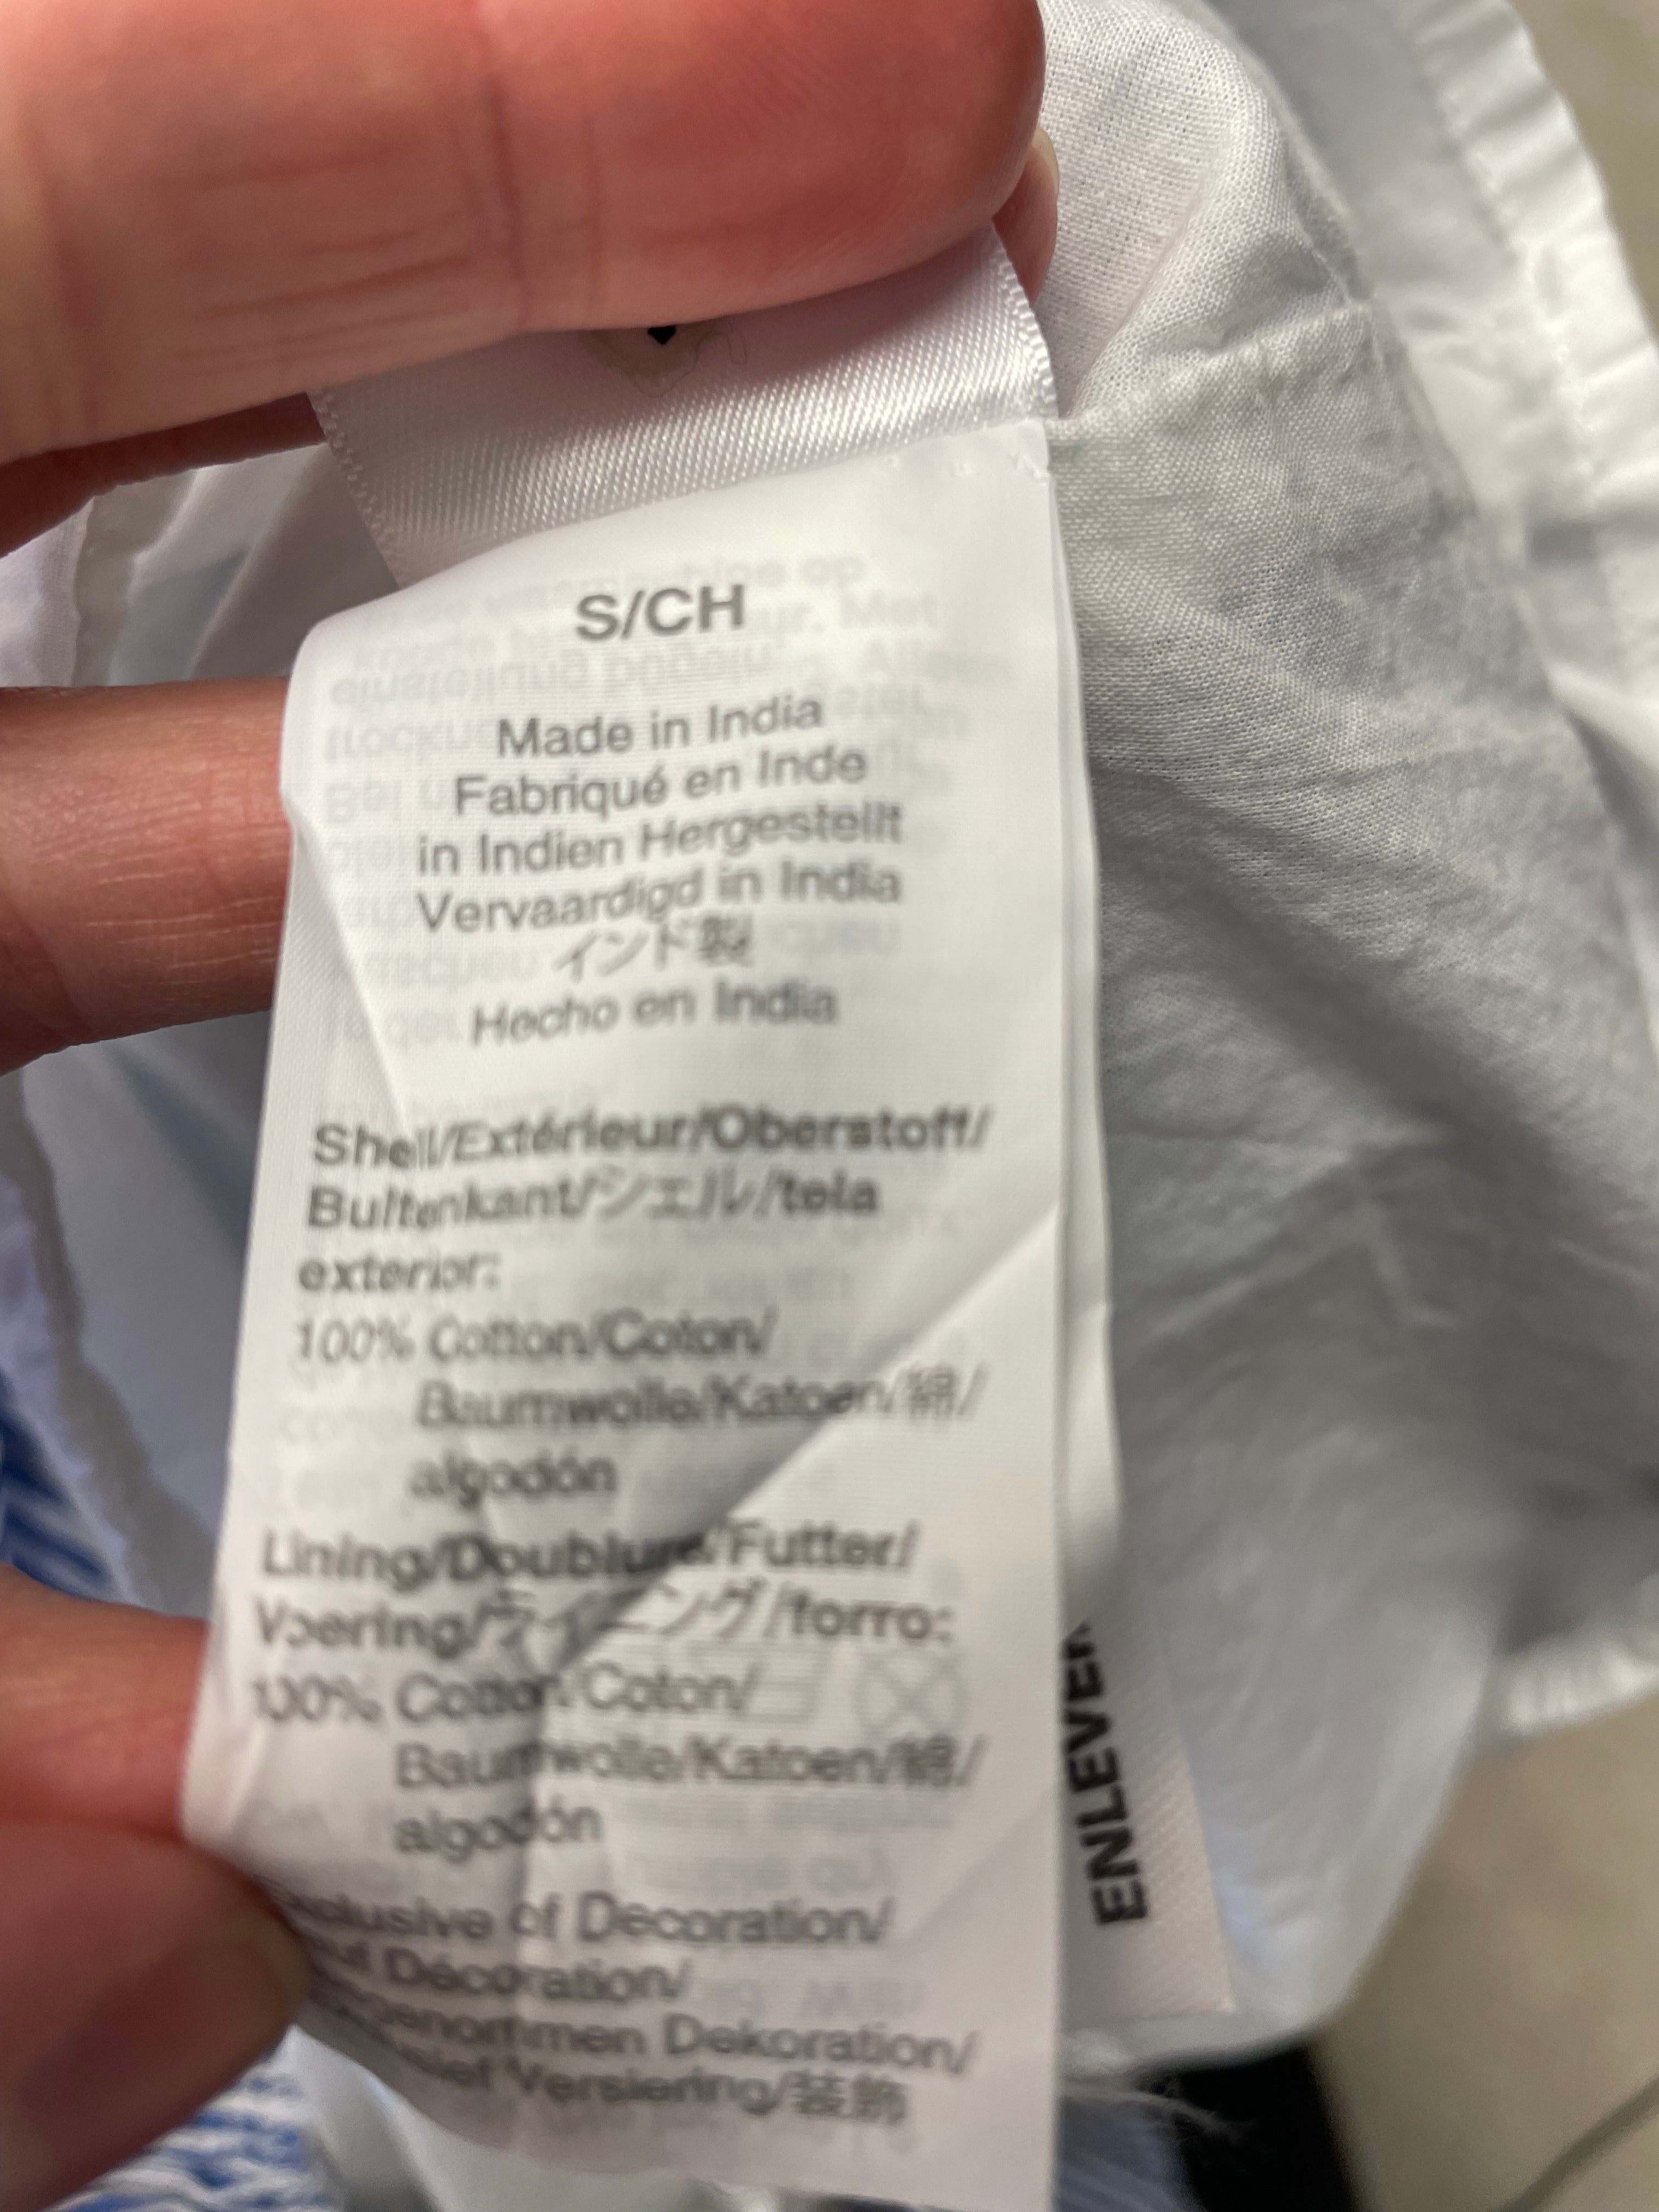 S/CH
Made in India
Fabriqué en Inde
in Indien Hergestellt
Vervaardigd in India
インド製
Hecho en India
Shell/Extérieur/Oberstoff/
Buitenkant/シェル/tela
exterior:
100% Cotton/Coton/
Baumwolle/Katoen/綿/
algodón
Lining/Doublure/Futter/
Voering/ライニング/forro:
100% Cotton/Coton/
Baumwolle/Katoen/綿/
algodón
of Decoration/
Décoration/
Dekoration/
Versiering/装飾
ENLEVER